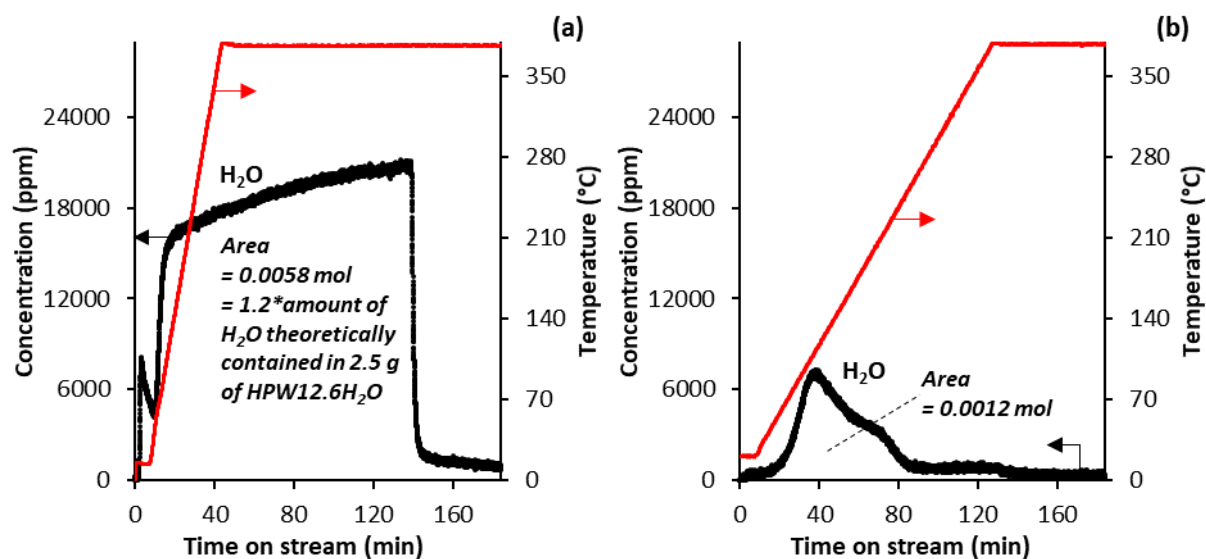 (a)
Concentration (ppm)
24000
18000
12000
6000
0
H₂O
Area
= 0.0058 mol
= 1.2*amount of
H₂O theoretically
contained in 2.5 g
of HPW12.6H₂O
350
280
210
140
70
0
Temperature (°C)
0 40 80 120 160
Time on stream (min)
(b)
Concentration (ppm)
24000
18000
12000
6000
0
H₂O
Area
= 0.0012 mol
350
280
210
140
70
0
Temperature (°C)
0 40 80 120 160
Time on stream (min)